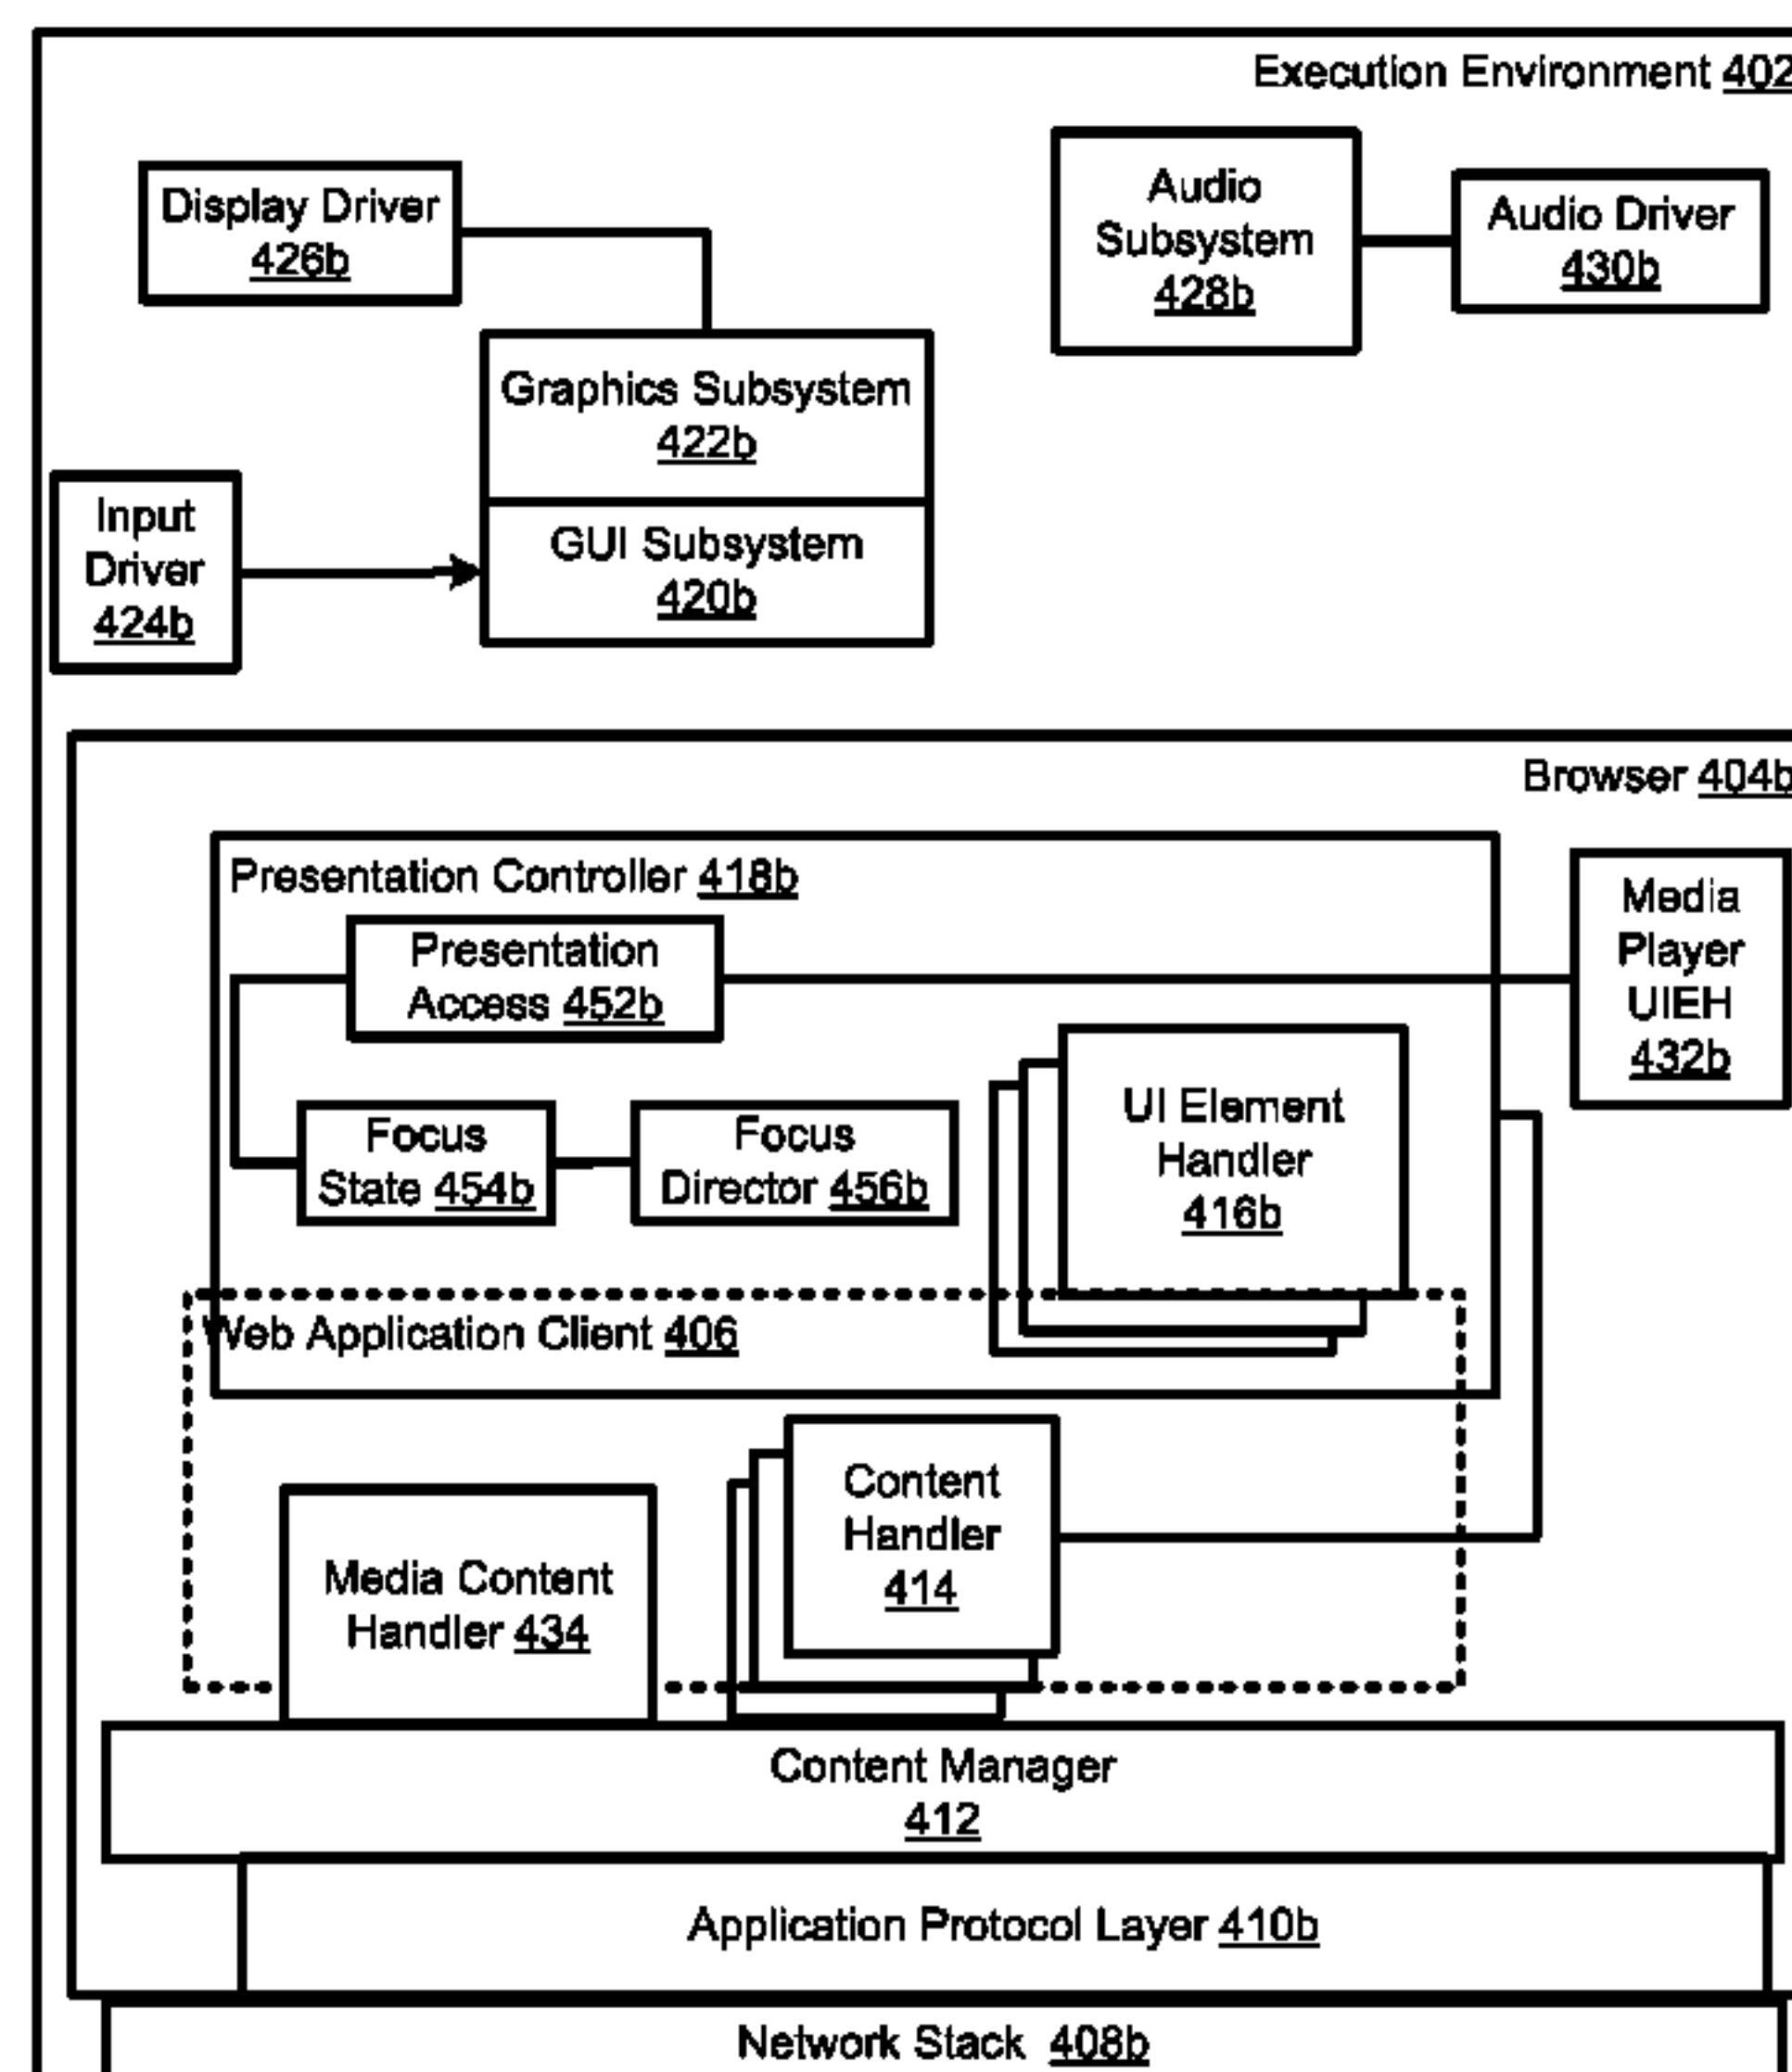 Execution Environment 402
Display Driver
426b
Audio
Subsystem
428b
Audio Driver
430b
Graphics Subsystem
422b
Input
Driver
424b
GUI Subsystem
420b
Browser 404b
Presentation Controller 418b
Media
Player
UIEH
432b
Presentation
Access 452b
Focus
State 454b
Focus
Director 456b
UI Element
Handler
416b
Web Application Client 406
Content
Handler
414
Media Content
Handler 434
Content Manager
412
Application Protocol Layer 410b
Network Stack 408b